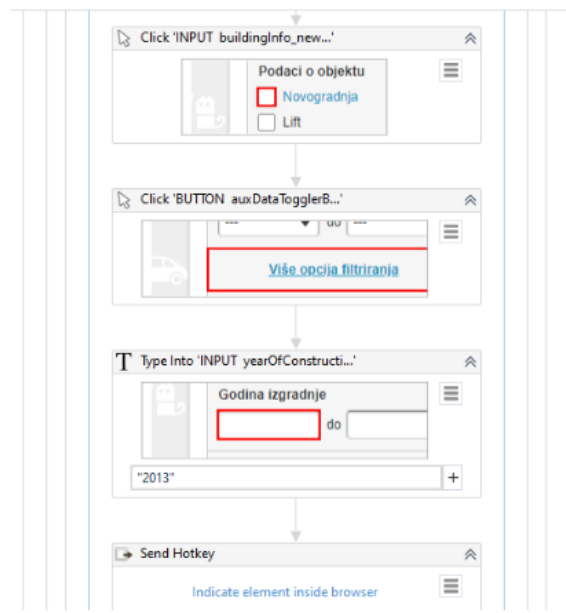 Click 'INPUT buildingInfo_new...'
Podaci o objektu
Novogradnja
Lift
Click 'BUTTON auxDataTogglerB...'
--- do ---
Više opcija filtriranja
T Type Into 'INPUT yearOfConstructi...'
Godina izgradnje
do
"2013" +
Send Hotkey
Indicate element inside browser